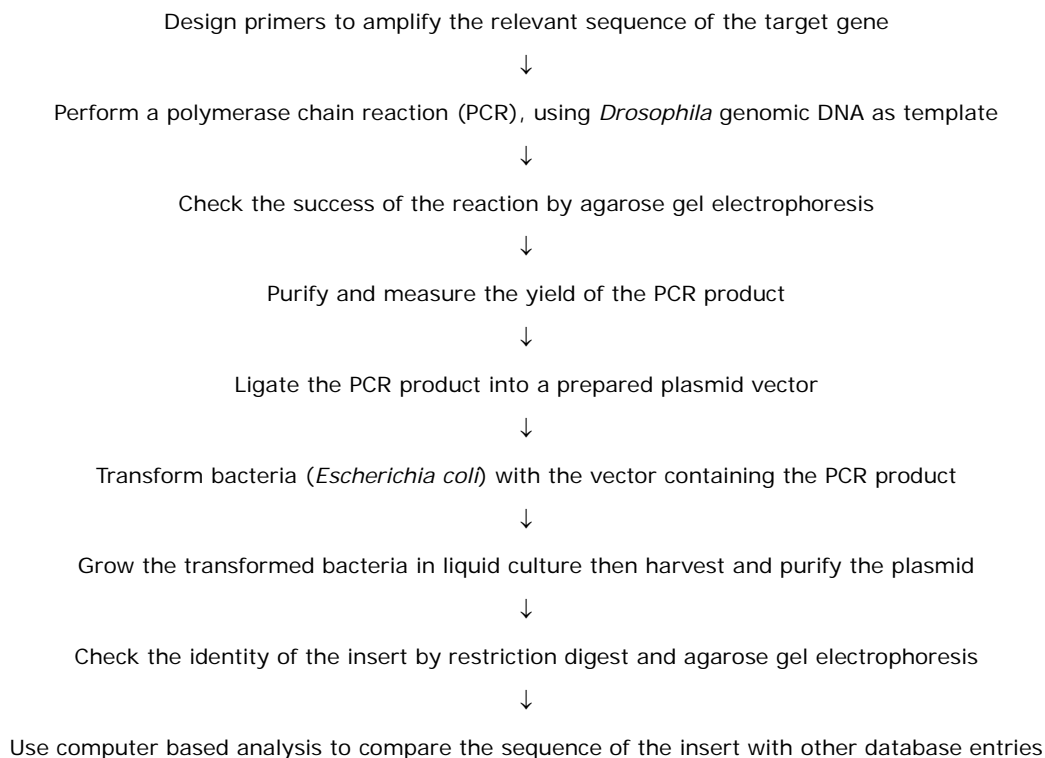 Design primers to amplify the relevant sequence of the target gene
↓
Perform a polymerase chain reaction (PCR), using Drosophila genomic DNA as template
↓
Check the success of the reaction by agarose gel electrophoresis
↓
Purify and measure the yield of the PCR product
↓
Ligate the PCR product into a prepared plasmid vector
↓
Transform bacteria (Escherichia coli) with the vector containing the PCR product
↓
Grow the transformed bacteria in liquid culture then harvest and purify the plasmid
↓
Check the identity of the insert by restriction digest and agarose gel electrophoresis
↓
Use computer based analysis to compare the sequence of the insert with other database entries